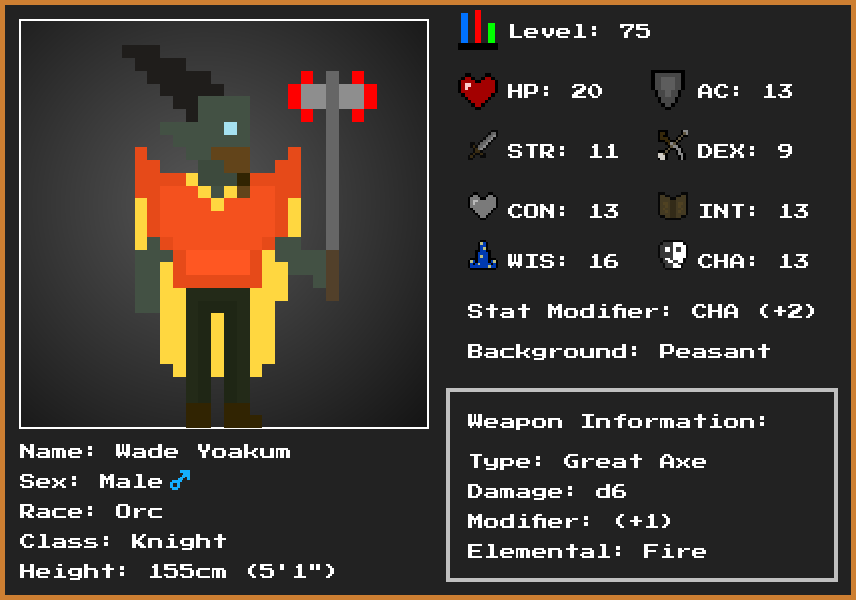 Level: 75
HP: 20
AC: 13
STR: 11
DEX: 9
CON: 13
INT: 13
WIS: 16
CHA: 13
Stat Modifier: CHA (+2)
Background: Peasant
Weapon Information:
Type: Great Axe
Damage: d6
Modifier: (+1)
Elemental: Fire
Name: Wade Yoakum
Sex: Male♂
Race: Orc
Class: Knight
Height: 155cm (5'1")